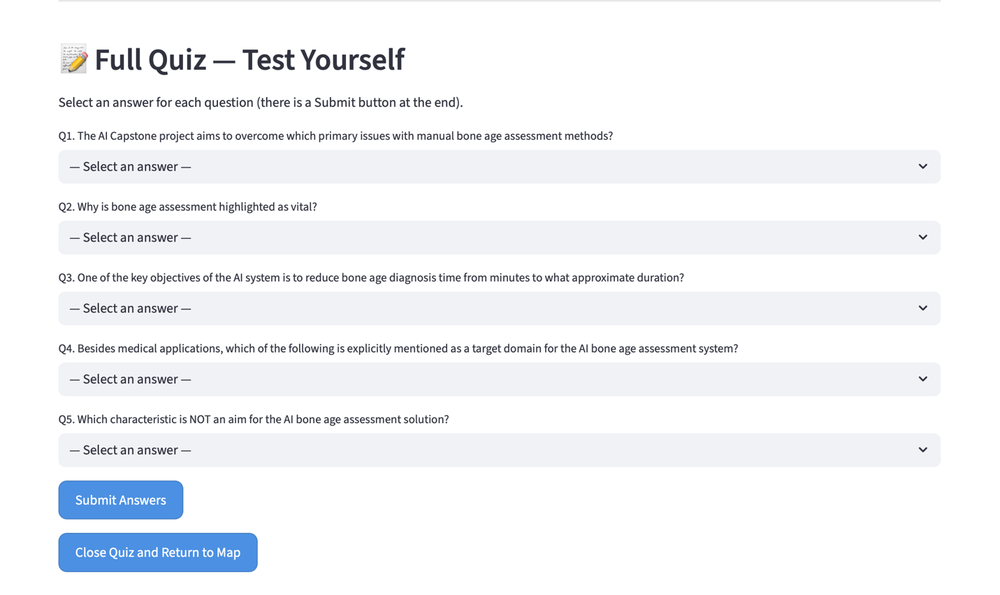 Full Quiz — Test Yourself
Select an answer for each question (there is a Submit button at the end).
Q1. The AI Capstone project aims to overcome which primary issues with manual bone age assessment methods?
— Select an answer —
Q2. Why is bone age assessment highlighted as vital?
— Select an answer —
Q3. One of the key objectives of the AI system is to reduce bone age diagnosis time from minutes to what approximate duration?
— Select an answer —
Q4. Besides medical applications, which of the following is explicitly mentioned as a target domain for the AI bone age assessment system?
— Select an answer —
Q5. Which characteristic is NOT an aim for the AI bone age assessment solution?
— Select an answer —
Submit Answers
Close Quiz and Return to Map